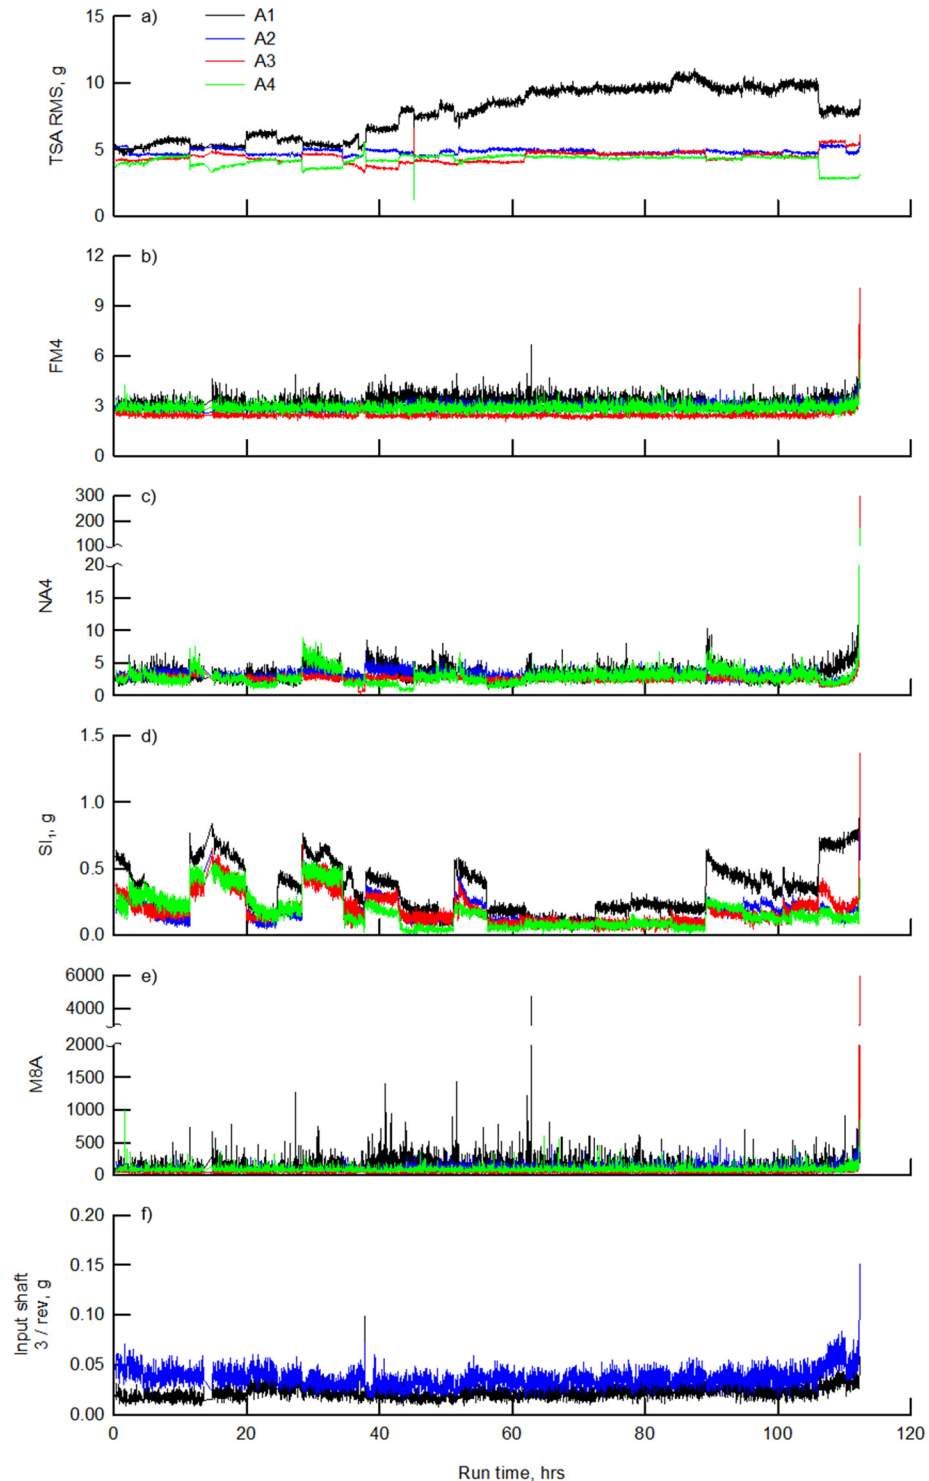 a)
A1
A2
A3
A4
15
10
5
0
TSA RMS, g
b)
12
9
6
3
0
FM4
c)
300
200
100
20
15
10
5
0
NA4
d)
1.5
1.0
0.5
0.0
SI1, g
e)
6000
4000
2000
1500
1000
500
0
M8A
f)
0.20
0.15
0.10
0.05
0.00
Input shaft
3 / rev, g
0 20 40 60 80 100 120
Run time, hrs